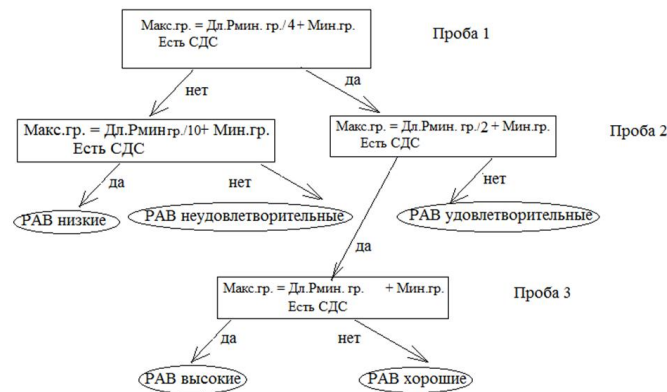 Макс.гр. = Дл.Рмин. гр./4 + Мин.гр.
Есть СДС
Проба 1
нет
да
Макс.гр. = Дл.Рмин гр./10+ Мин.гр.
Есть СДС
Макс.гр. = Дл.Рмин. гр./2 + Мин.гр.
Есть СДС
Проба 2
да
нет
нет
РАВ низкие
РАВ неудовлетворительные
РАВ удовлетворительные
да
Макс.гр. = Дл.Рмин. гр. + Мин.гр.
Есть СДС
Проба 3
да
нет
РАВ высокие
РАВ хорошие